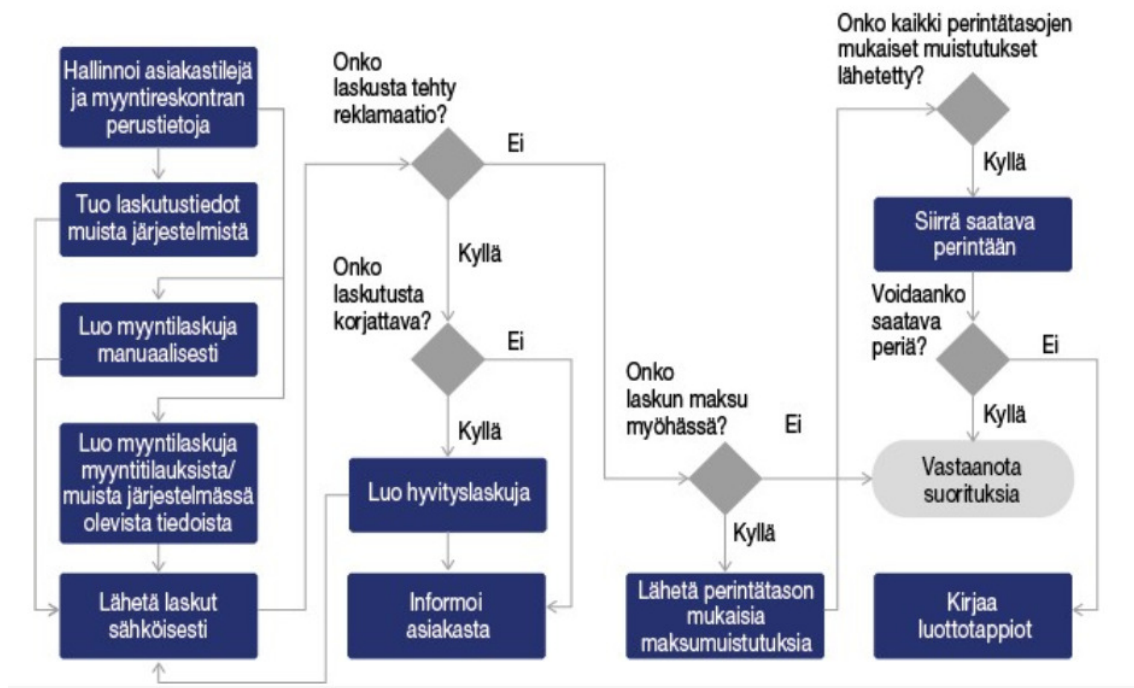 Hallinnoi asiakastilejä
ja myyntireskontran
perustietoja
Tuo laskutustiedot
muista järjestelmistä
Luo myyntilaskuja
manuaalisesti
Luo myyntilaskuja
myyntitilauksista/
muista järjestelmässä
olevista tiedoista
Lähetä laskut
sähköisesti
Onko
laskusta tehty
reklamaatio?
Ei
Kyllä
Onko
laskutusta
korjattava?
Ei
Kyllä
Luo hyvityslaskuja
Informoi
asiakasta
Onko
laskun maksu
myöhässä?
Ei
Kyllä
Lähetä perintätason
mukaisia
maksumuistutuksia
Onko kaikki perintätasojen
mukaiset muistutukset
lähetetty?
Kyllä
Siirrä saatava
perintään
Voidaanko
saatava
periä?
Ei
Kyllä
Vastaanota
suorituksia
Kirjaa
luottotappiot